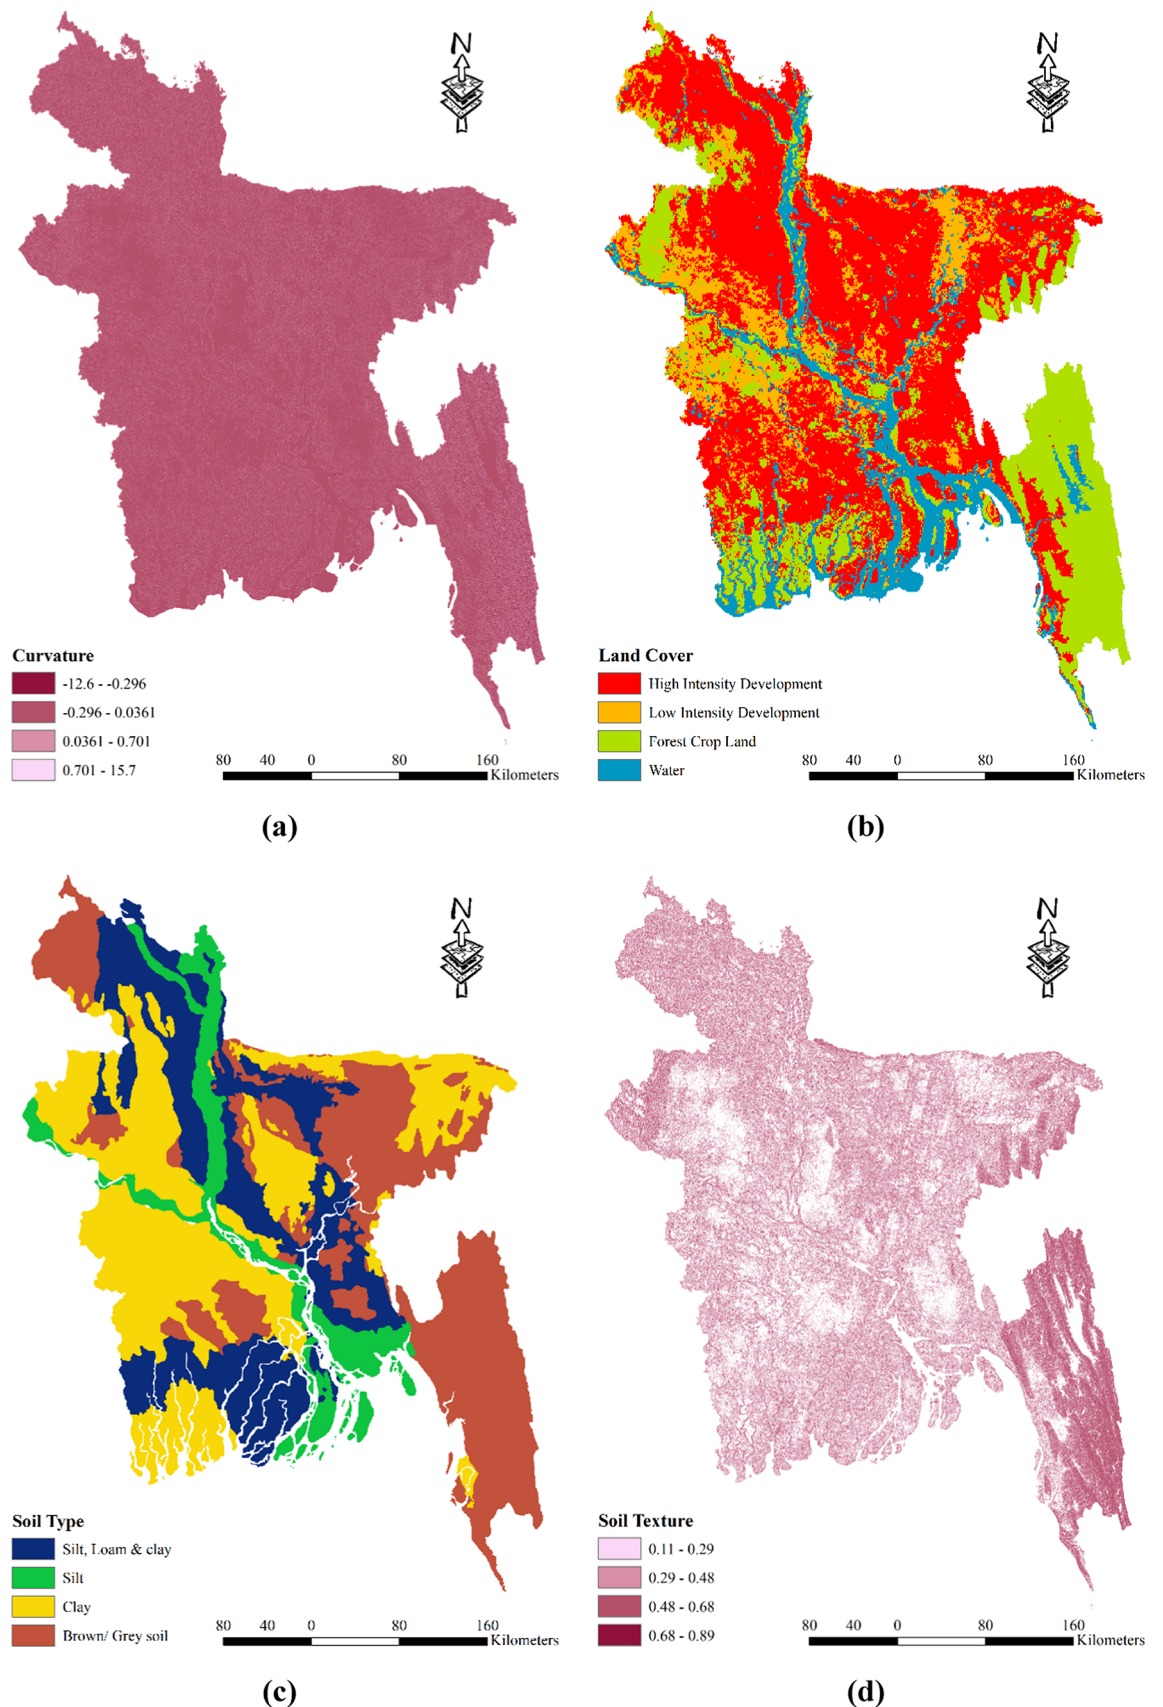 N
Curvature
-12.6 - -0.296
-0.296 - 0.0361
0.0361 - 0.701
0.701 - 15.7
80 40 0 80 160
Kilometers
(a)
N
Land Cover
High Intensity Development
Low Intensity Development
Forest Crop Land
Water
80 40 0 80 160
Kilometers
(b)
N
Soil Type
Silt, Loam & clay
Silt
Clay
Brown/ Grey soil
80 40 0 80 160
Kilometers
(c)
N
Soil Texture
0.11 - 0.29
0.29 - 0.48
0.48 - 0.68
0.68 - 0.89
80 40 0 80 160
Kilometers
(d)